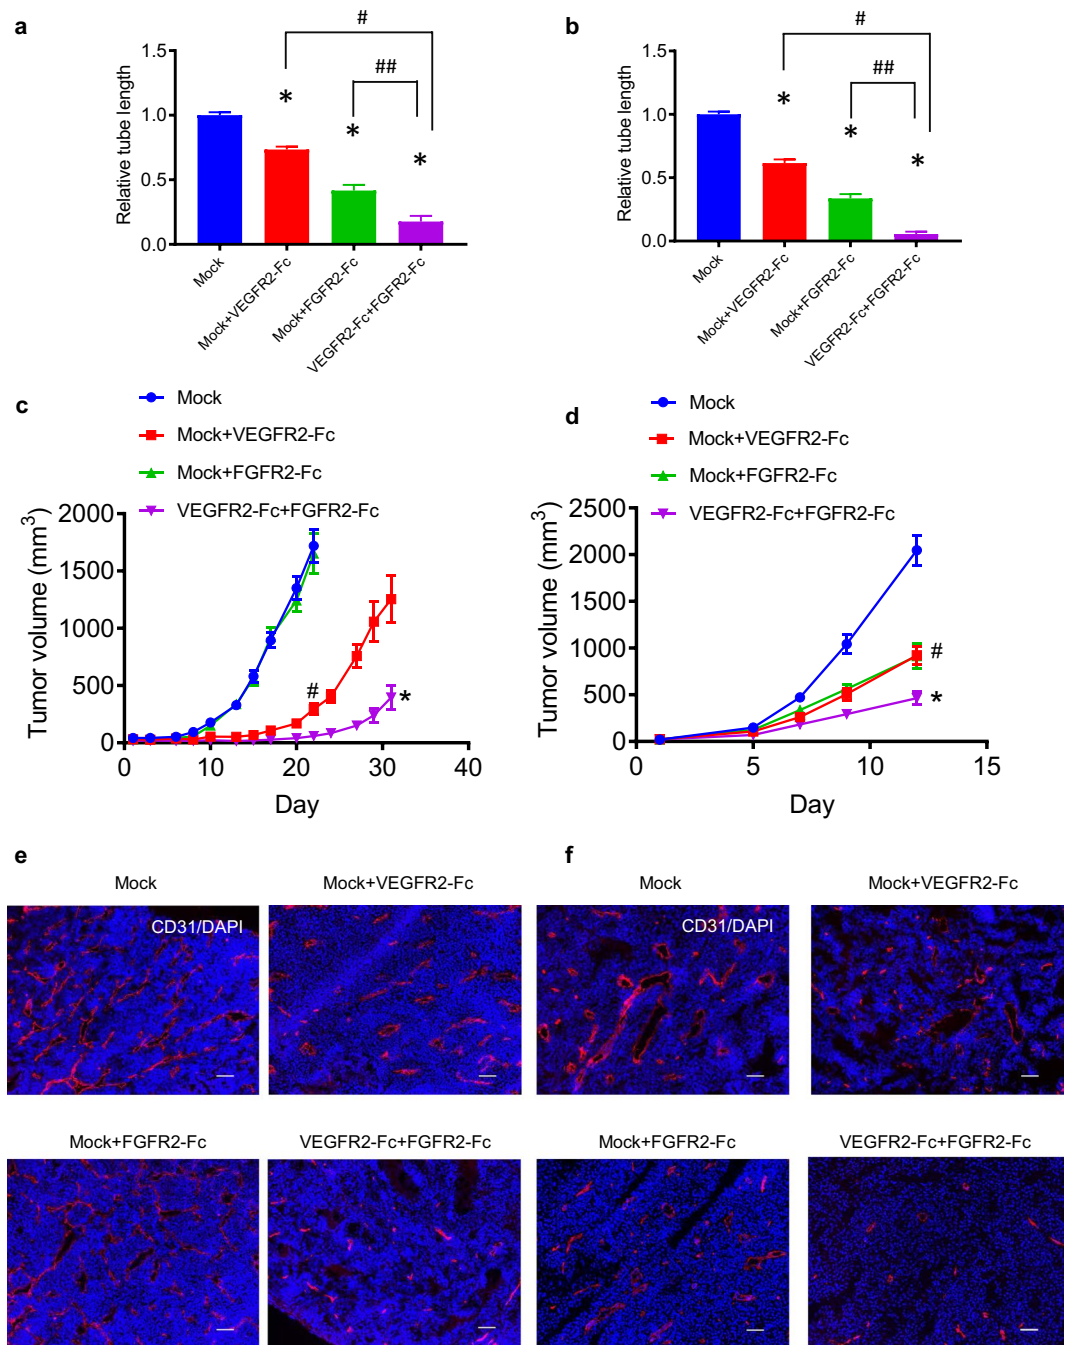 a
#
##
1.5
1.0
0.5
0.0
Relative tube length
*
*
*
Mock
Mock+VEGFR2-Fc
Mock+FGFR2-Fc
VEGFR2-Fc+FGFR2-Fc
b
#
##
1.5
1.0
0.5
0.0
Relative tube length
*
*
*
Mock
Mock+VEGFR2-Fc
Mock+FGFR2-Fc
VEGFR2-Fc+FGFR2-Fc
c
Mock
Mock+VEGFR2-Fc
Mock+FGFR2-Fc
VEGFR2-Fc+FGFR2-Fc
2000
1500
1000
500
0
Tumor volume (mm³)
#
*
0 10 20 30 40
Day
d
Mock
Mock+VEGFR2-Fc
Mock+FGFR2-Fc
VEGFR2-Fc+FGFR2-Fc
2500
2000
1500
1000
500
0
Tumor volume (mm³)
#
*
0 5 10 15
Day
e
Mock Mock+VEGFR2-Fc
CD31/DAPI
Mock+FGFR2-Fc VEGFR2-Fc+FGFR2-Fc
f
Mock Mock+VEGFR2-Fc
CD31/DAPI
Mock+FGFR2-Fc VEGFR2-Fc+FGFR2-Fc